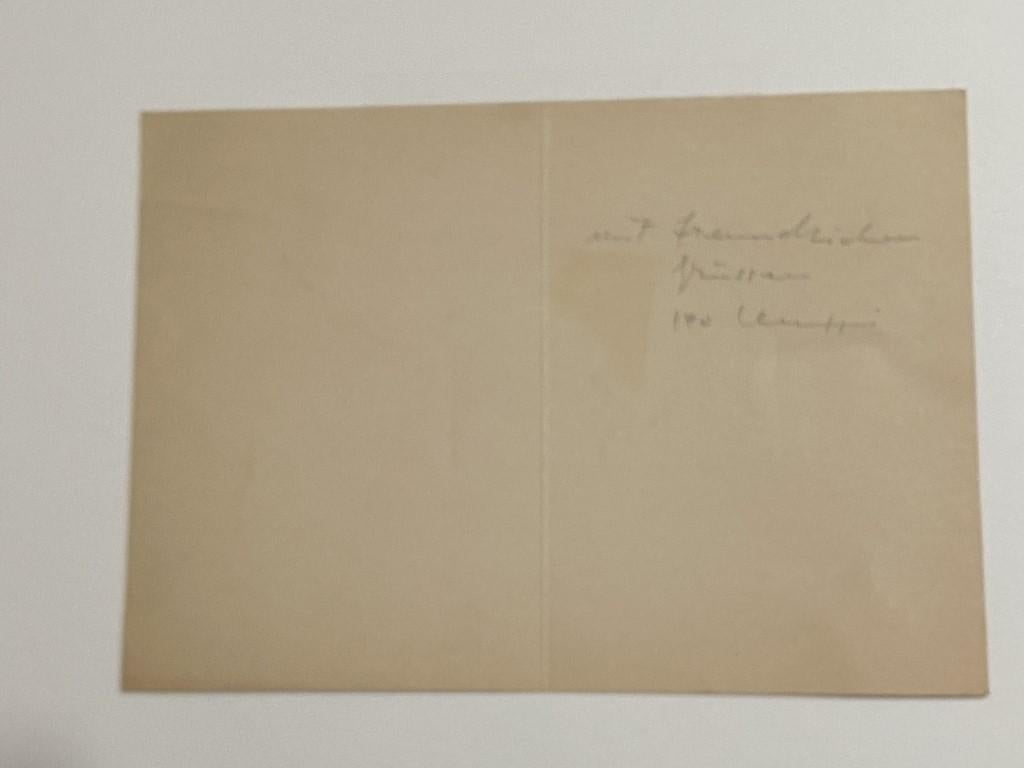 mit freundlichen
Grüssen